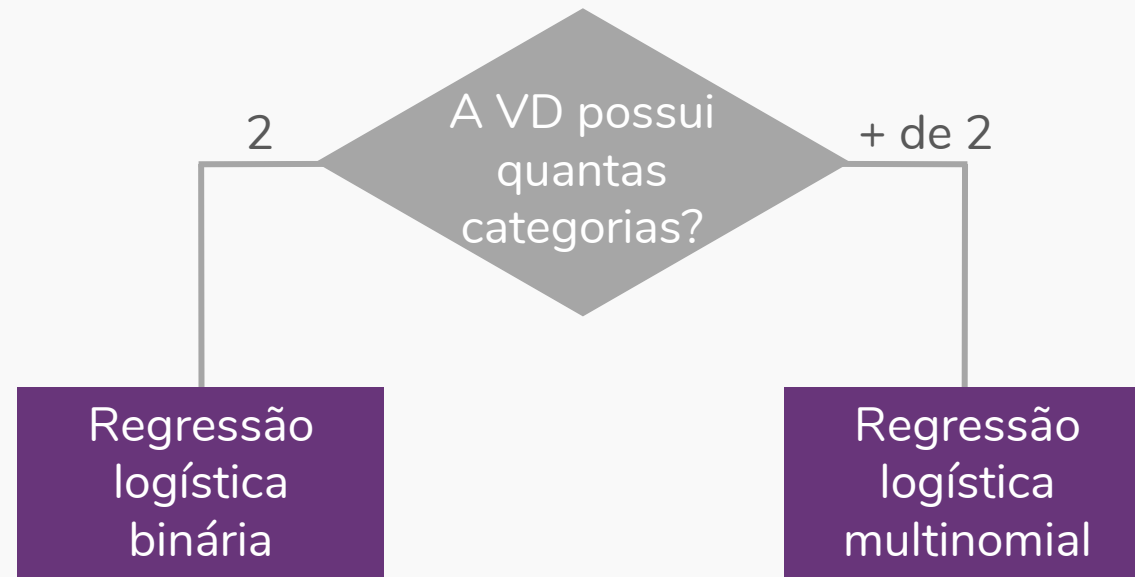 A VD possui
quantas
categorias?
2
+ de 2
Regressão
logística
binária
Regressão
logística
multinomial